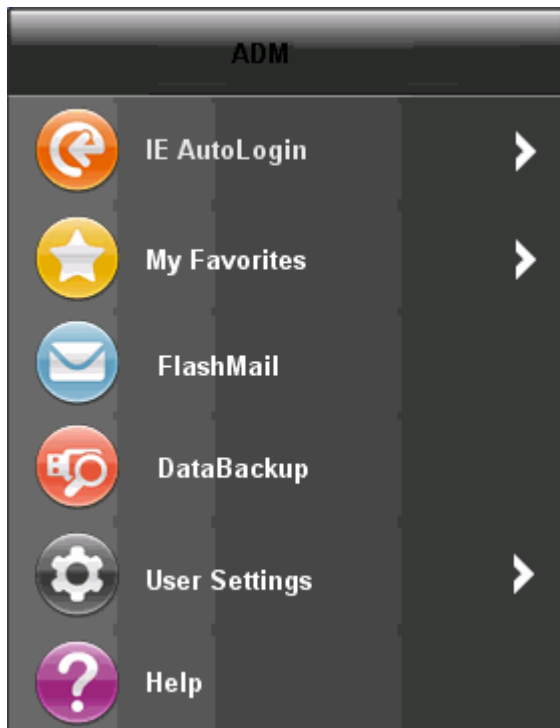 ADM
IE AutoLogin
My Favorites
FlashMail
DataBackup
User Settings
Help